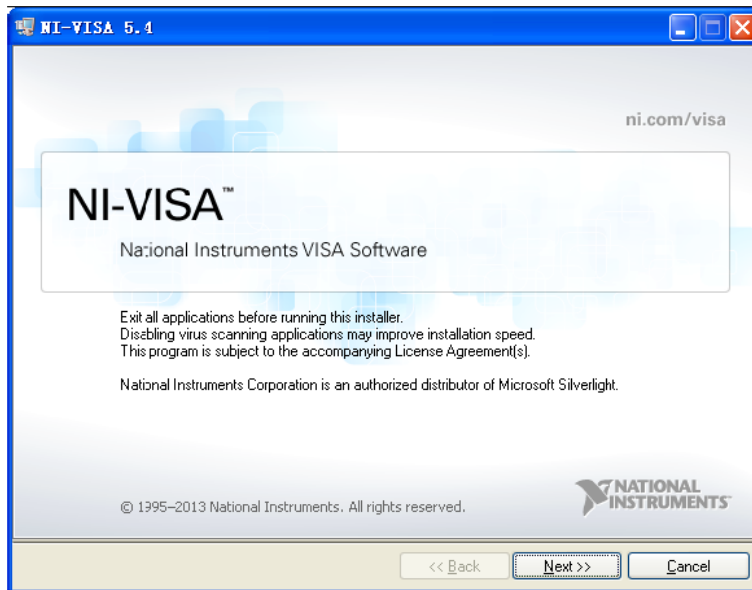 NI-VISA 5.4
ni.com/visa
NI-VISA™
National Instruments VISA Software
Exit all applications before running this installer.
Disabling virus scanning applications may improve installation speed.
This program is subject to the accompanying License Agreement(s).
National Instruments Corporation is an authorized distributor of Microsoft Silverlight.
© 1995–2013 National Instruments. All rights reserved.
NATIONAL
INSTRUMENTS™
<< Back
Next >>
Cancel